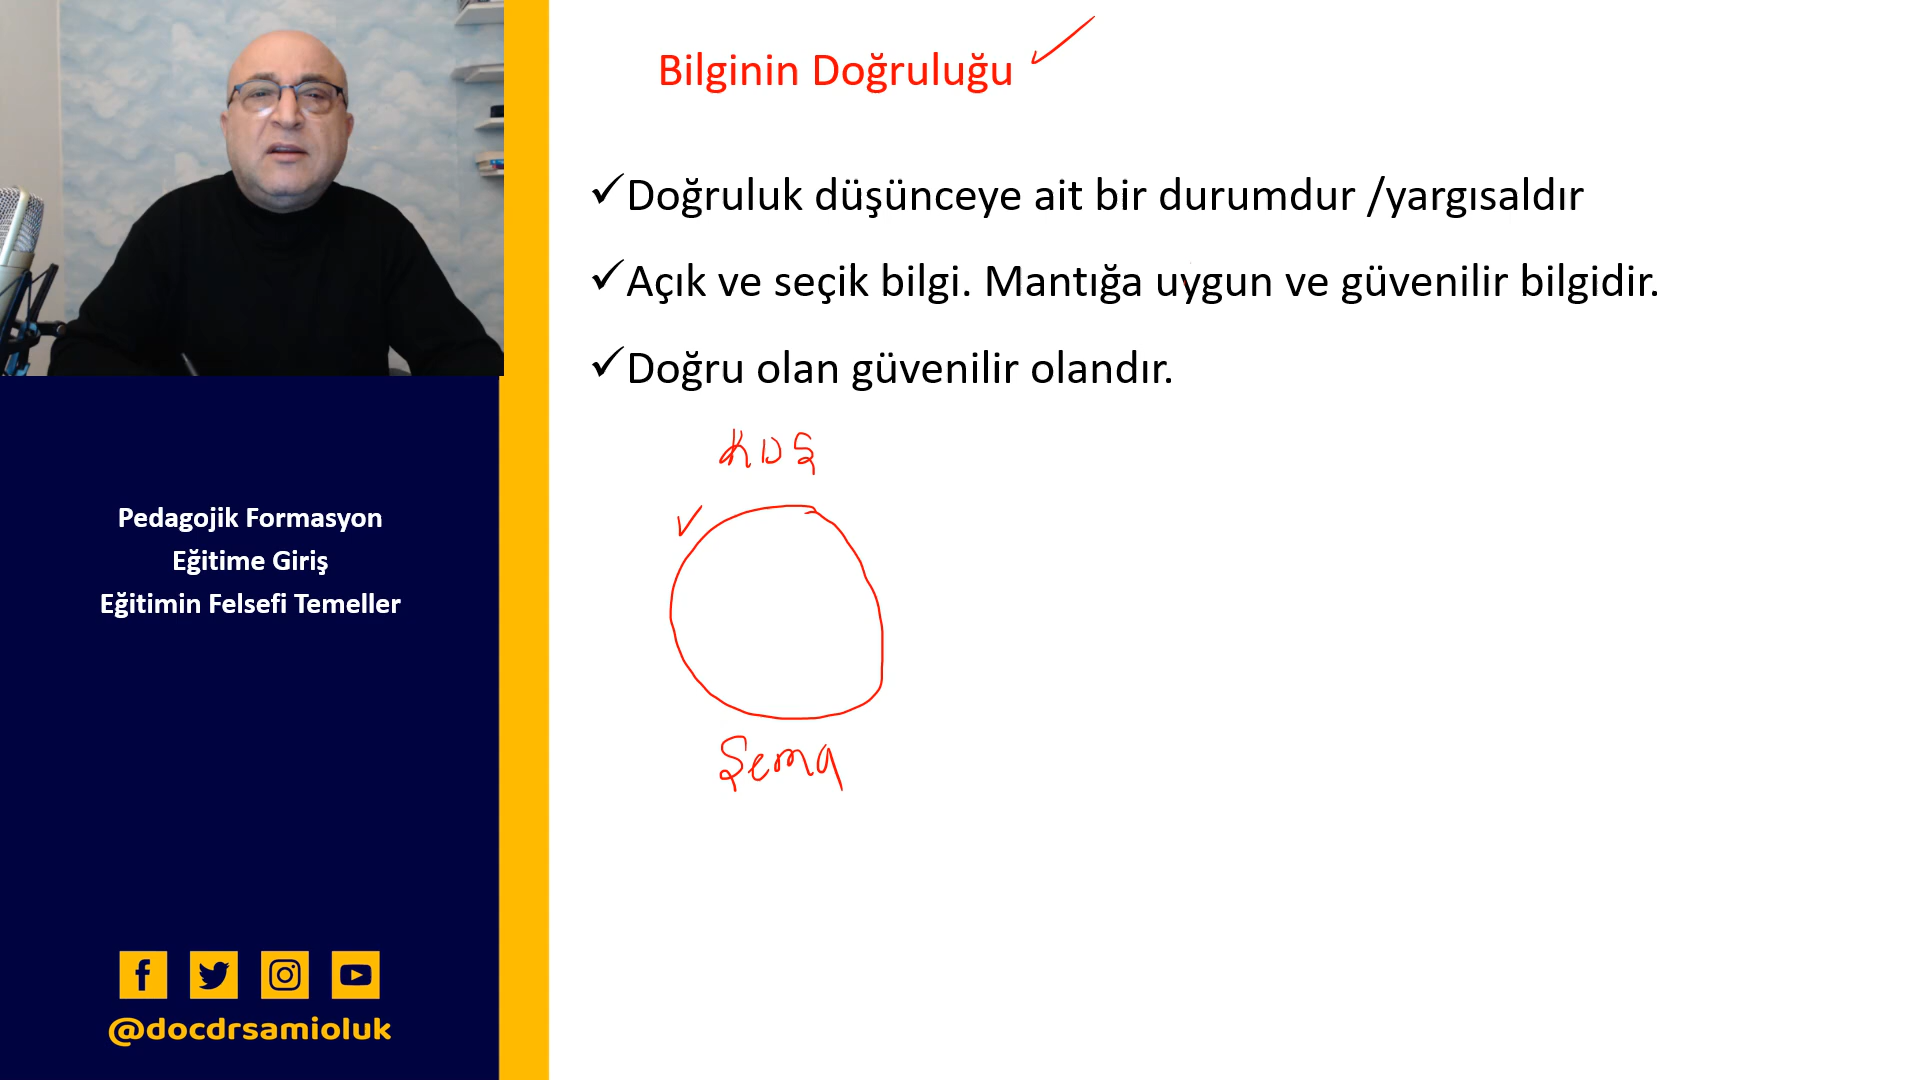 Bilginin Doğruluğu
✓Doğruluk düşünceye ait bir durumdur /yargısaldır
✓Açık ve seçik bilgi. Mantığa uygun ve güvenilir bilgidir.
✓Doğru olan güvenilir olandır.
KDŞ
Şema
Pedagojik Formasyon
Eğitime Giriş
Eğitimin Felsefi Temeller
@docdrsamioluk